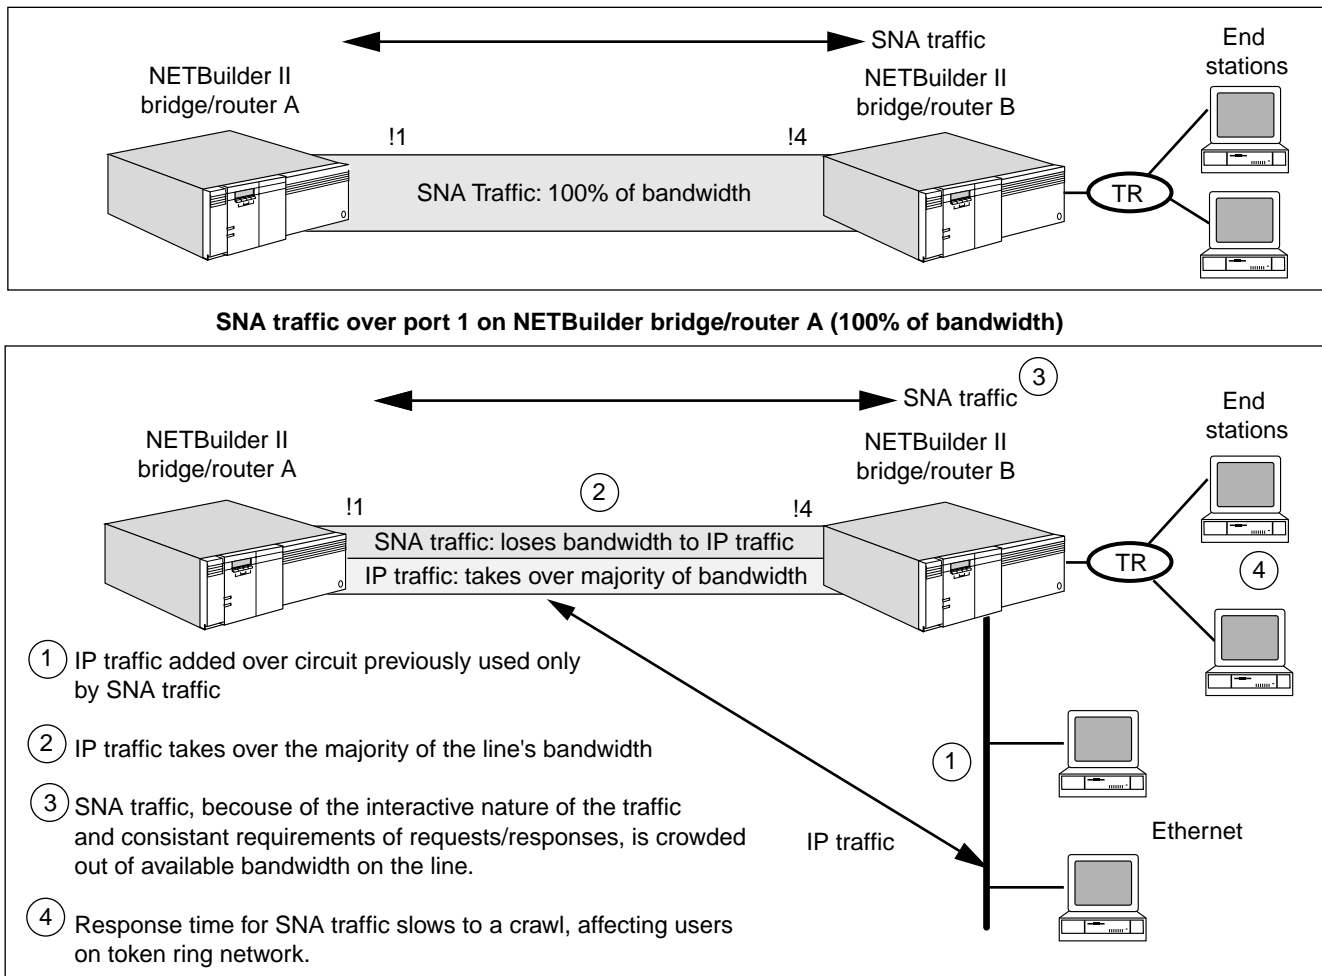 SNA traffic
End
stations
NETBuilder II
bridge/router A
NETBuilder II
bridge/router B
!1
!4
SNA Traffic: 100% of bandwidth
TR
SNA traffic over port 1 on NETBuilder bridge/router A (100% of bandwidth)
3
SNA traffic
End
stations
NETBuilder II
bridge/router A
NETBuilder II
bridge/router B
!1
2
!4
SNA traffic: loses bandwidth to IP traffic
IP traffic: takes over majority of bandwidth
TR
4
1 IP traffic added over circuit previously used only
by SNA traffic
2 IP traffic takes over the majority of the line's bandwidth
3 SNA traffic, becouse of the interactive nature of the traffic
and consistant requirements of requests/responses, is crowded
out of available bandwidth on the line.
4 Response time for SNA traffic slows to a crawl, affecting users
on token ring network.
1
IP traffic
Ethernet